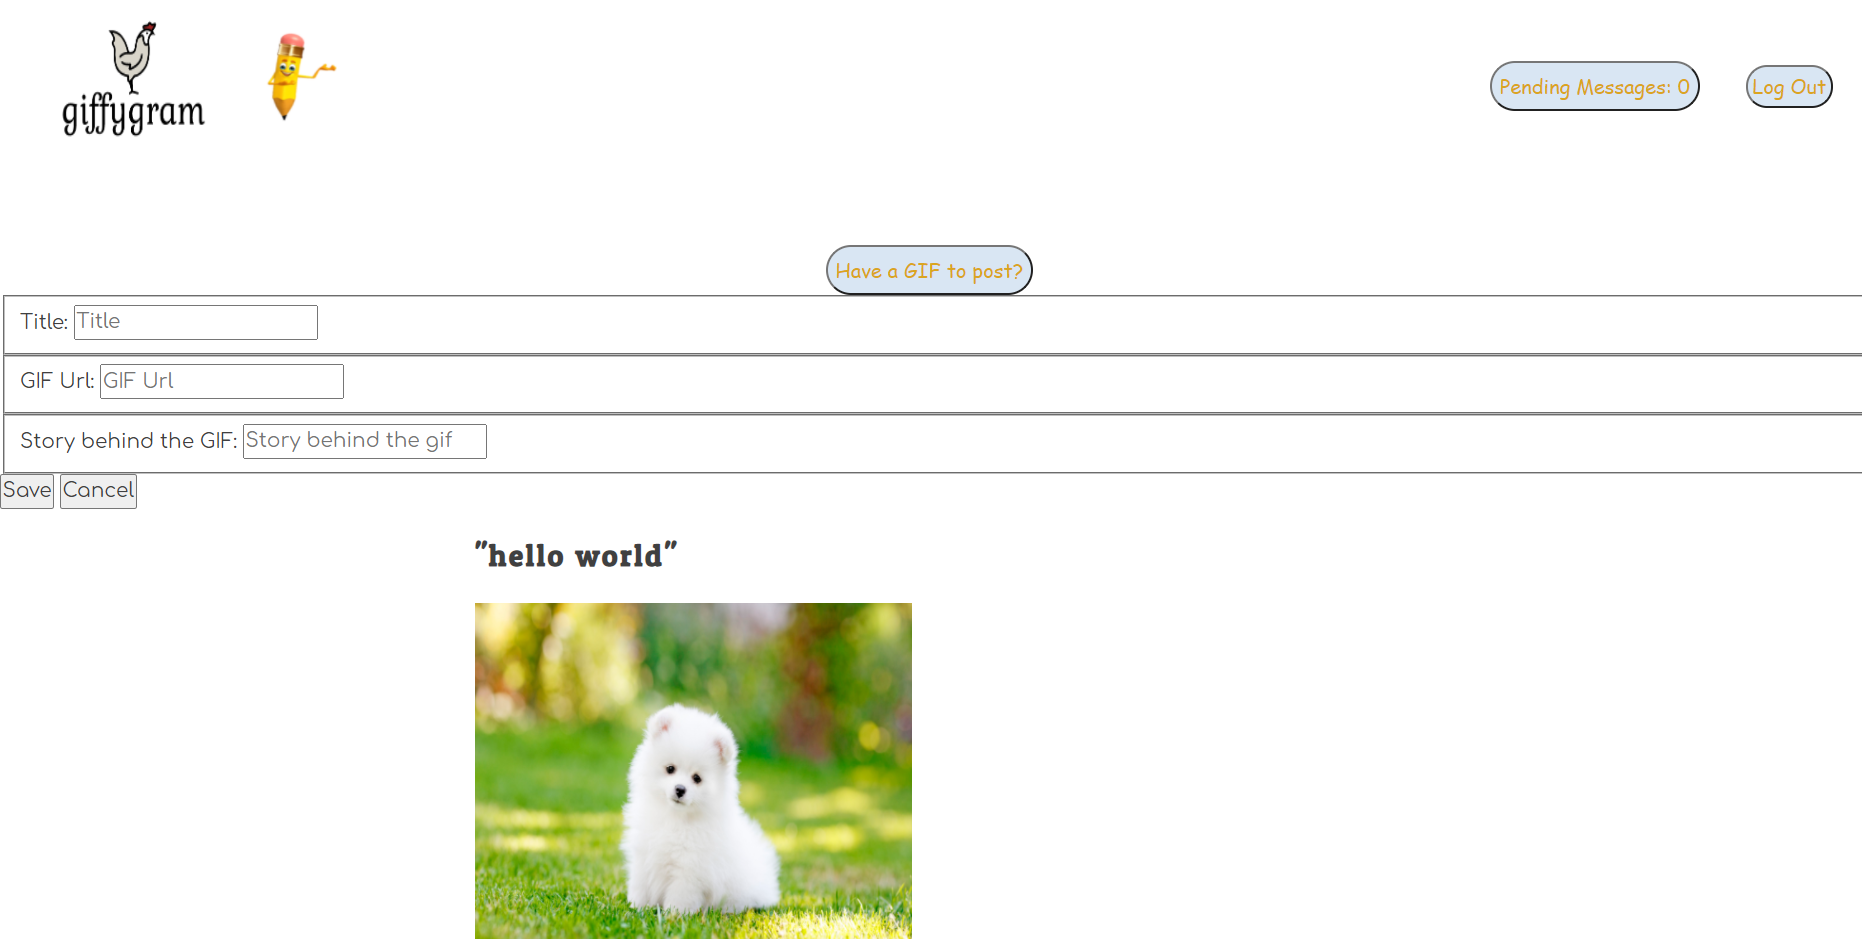 giffygram
Pending Messages: 0
Log Out
Have a GIF to post?
Title: Title
GIF Url: GIF Url
Story behind the GIF: Story behind the gif
Save Cancel
"hello world"